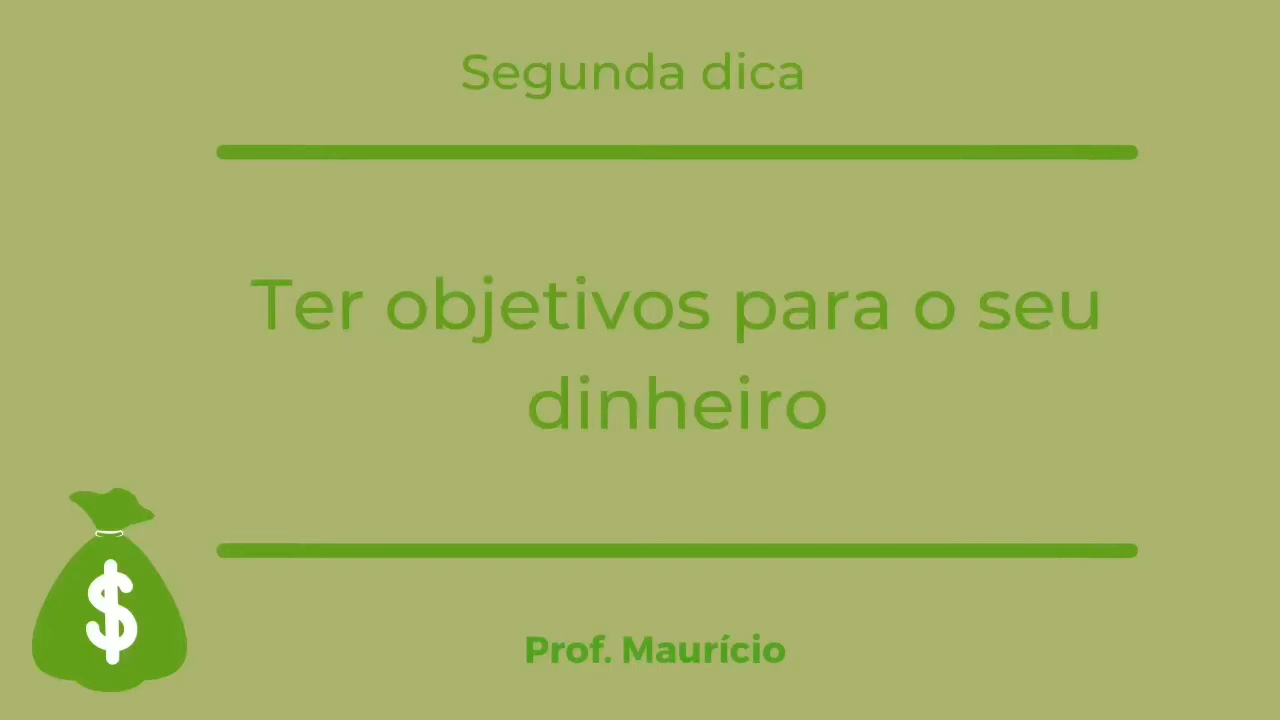 Segunda dica
Ter objetivos para o seu
dinheiro
$
Prof. Maurício